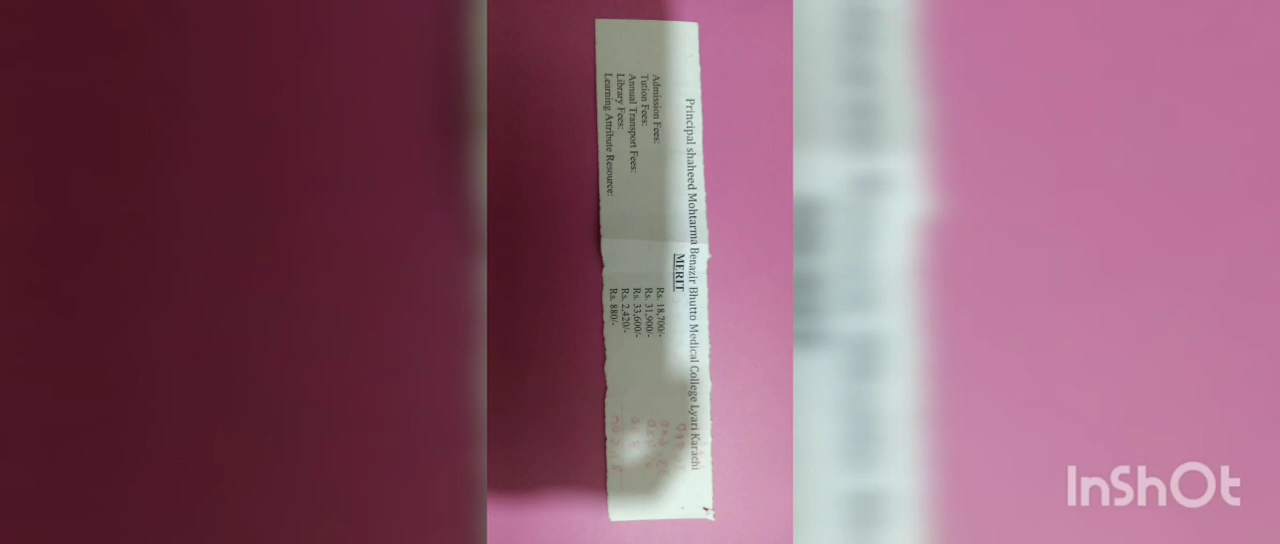 Principal shaheed Mohtarma Benazir Bhutto Medical College Lyari Karachi
MERIT
Admission Fees: Rs. 18,700/-
Tution Fees: Rs. 31,900/-
Annual Transport Fees: Rs. 33,600/-
Library Fees: Rs. 2,420/-
Learning Attribute Resource: Rs. 880/-
InShOt